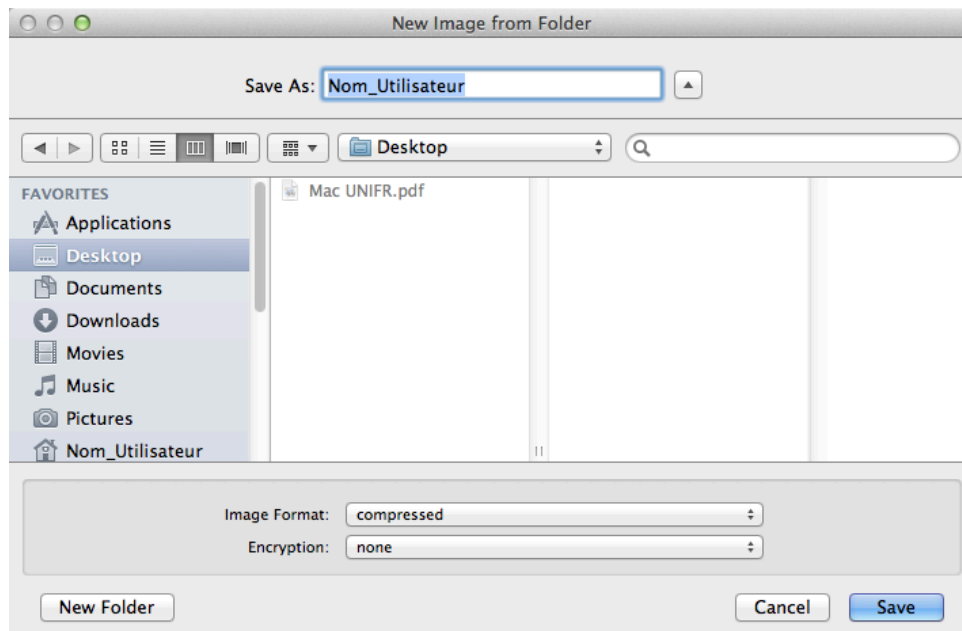 New Image from Folder
Save As: Nom_Utilisateur
Desktop
FAVORITES
Applications
Desktop
Documents
Downloads
Movies
Music
Pictures
Nom_Utilisateur
Mac UNIFR.pdf
Image Format: compressed
Encryption: none
New Folder
Cancel
Save